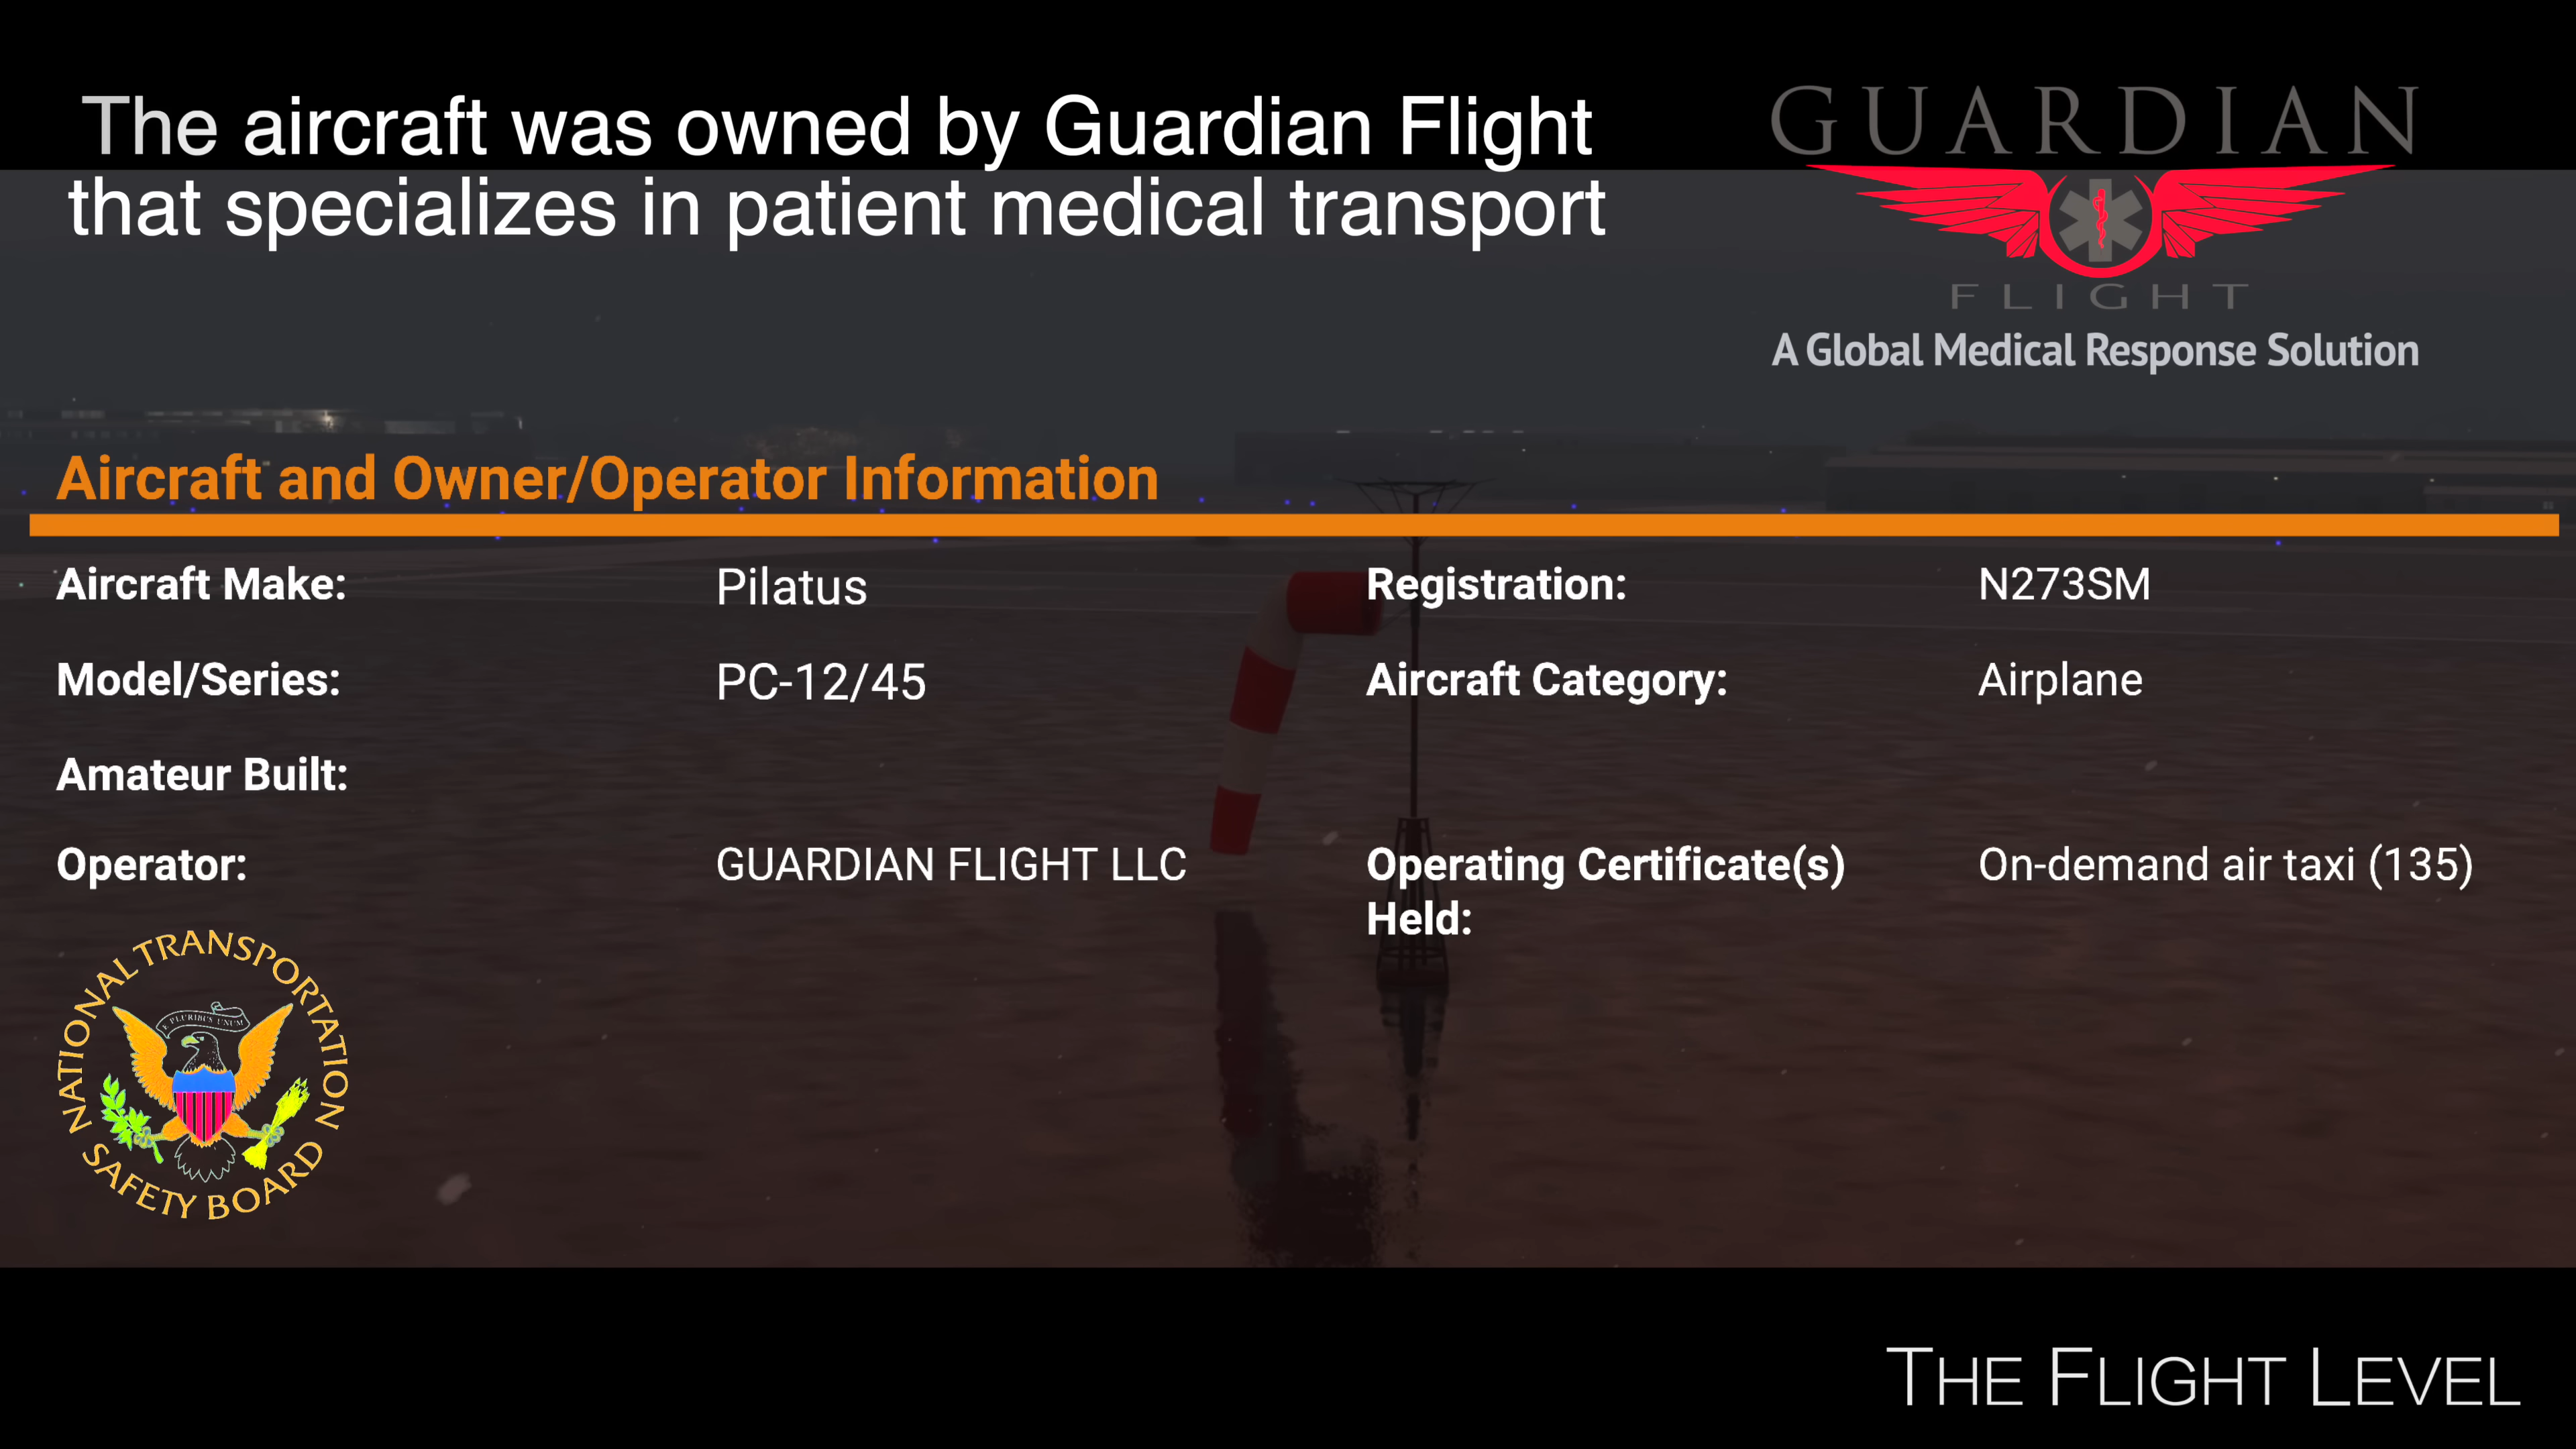 The aircraft was owned by Guardian Flight
that specializes in patient medical transport
GUARDIAN
FLIGHT
A Global Medical Response Solution
Aircraft and Owner/Operator Information
Aircraft Make: Pilatus Registration: N273SM
Model/Series: PC-12/45 Aircraft Category: Airplane
Amateur Built:
Operator: GUARDIAN FLIGHT LLC Operating Certificate(s) On-demand air taxi (135)
Held:
NATIONAL TRANSPORTATION
E PLURIBUS UNUM
SAFETY BOARD
THE FLIGHT LEVEL